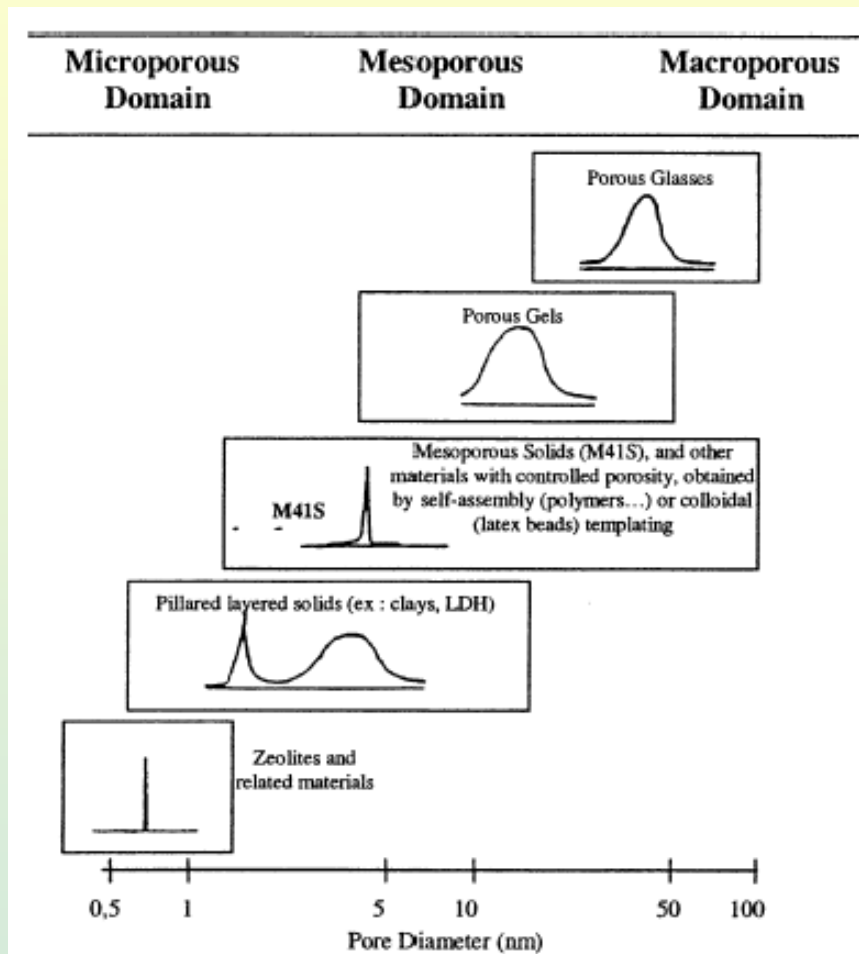 Microporous Domain
Mesoporous Domain
Macroporous Domain
Porous Glasses
Porous Gels
Mesoporous Solids (M41S), and other
materials with controlled porosity, obtained
by self-assembly (polymers…) or colloidal
(latex beads) templating
M41S
Pillared layered solids (ex : clays, LDH)
Zeolites and
related materials
0,5 1 5 10 50 100
Pore Diameter (nm)